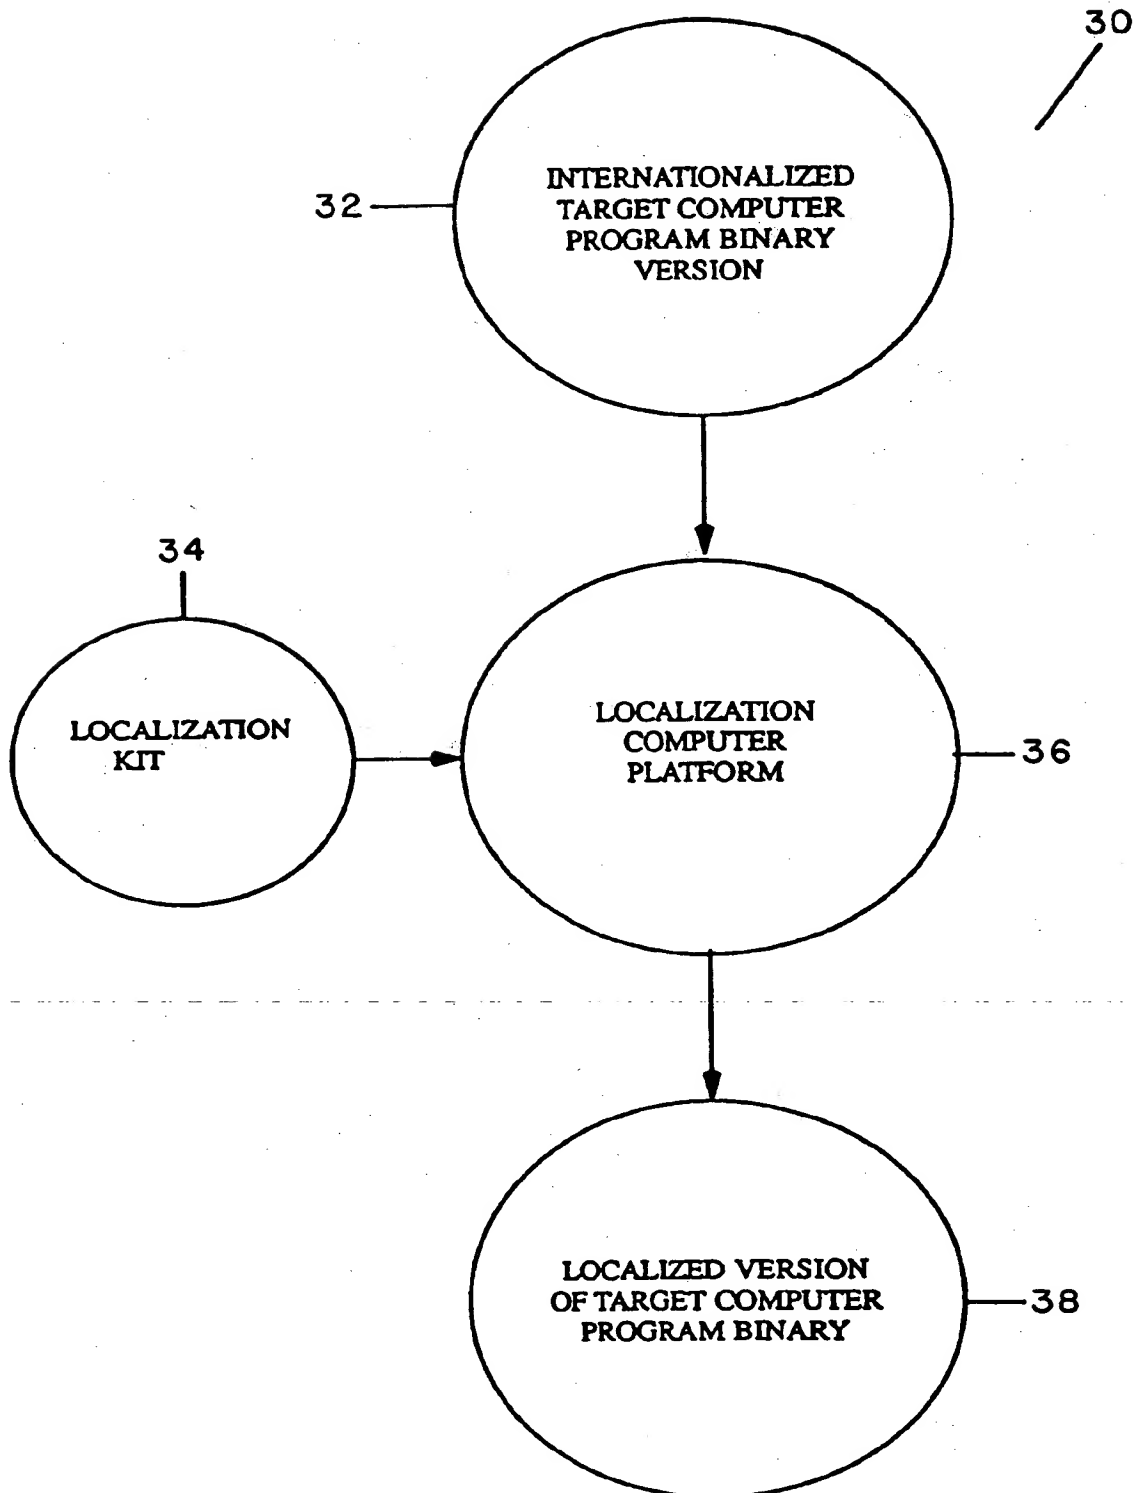 30
INTERNATIONALIZED
TARGET COMPUTER
PROGRAM BINARY
VERSION
32
34
LOCALIZATION
KIT
LOCALIZATION
COMPUTER
PLATFORM
36
LOCALIZED VERSION
OF TARGET COMPUTER
PROGRAM BINARY
38